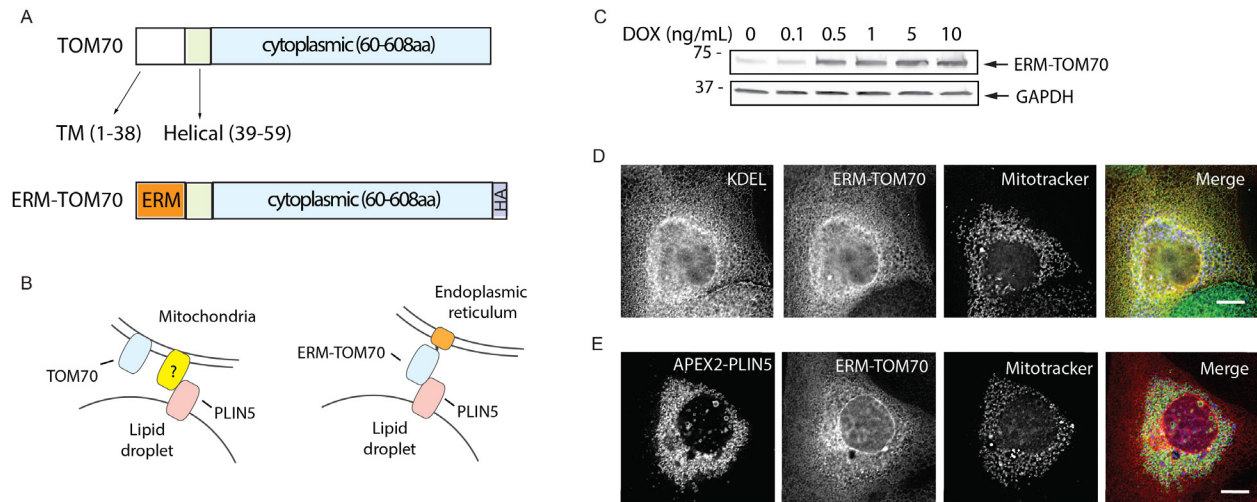 A
TOM70
cytoplasmic (60-608aa)
TM (1-38)
Helical (39-59)
ERM-TOM70
ERM
cytoplasmic (60-608aa)
HA
B
Mitochondria
TOM70
?
PLIN5
Lipid
droplet
Endoplasmic
reticulum
ERM-TOM70
PLIN5
Lipid
droplet
C
DOX (ng/mL) 0 0.1 0.5 1 5 10
75 -
ERM-TOM70
37 -
GAPDH
D
KDEL
ERM-TOM70
Mitotracker
Merge
E
APEX2-PLIN5
ERM-TOM70
Mitotracker
Merge